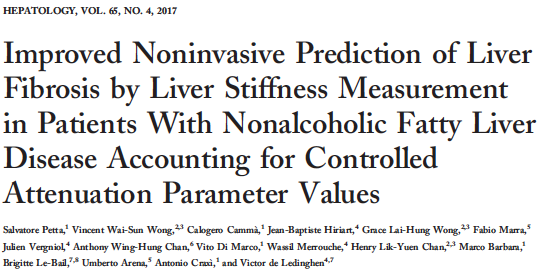 HEPATOLOGY, VOL. 65, NO. 4, 2017
Improved Noninvasive Prediction of Liver
Fibrosis by Liver Stiffness Measurement
in Patients With Nonalcoholic Fatty Liver
Disease Accounting for Controlled
Attenuation Parameter Values
Salvatore Petta,1 Vincent Wai-Sun Wong,2,3 Calogero Cammà,1 Jean-Baptiste Hiriart,4 Grace Lai-Hung Wong,2,3 Fabio Marra,5
Julien Vergniol,4 Anthony Wing-Hung Chan,6 Vito Di Marco,1 Wassil Merrouche,4 Henry Lik-Yuen Chan,2,3 Marco Barbara,1
Brigitte Le-Bail,7,8 Umberto Arena,5 Antonio Craxì,1 and Victor de Ledinghen4,7